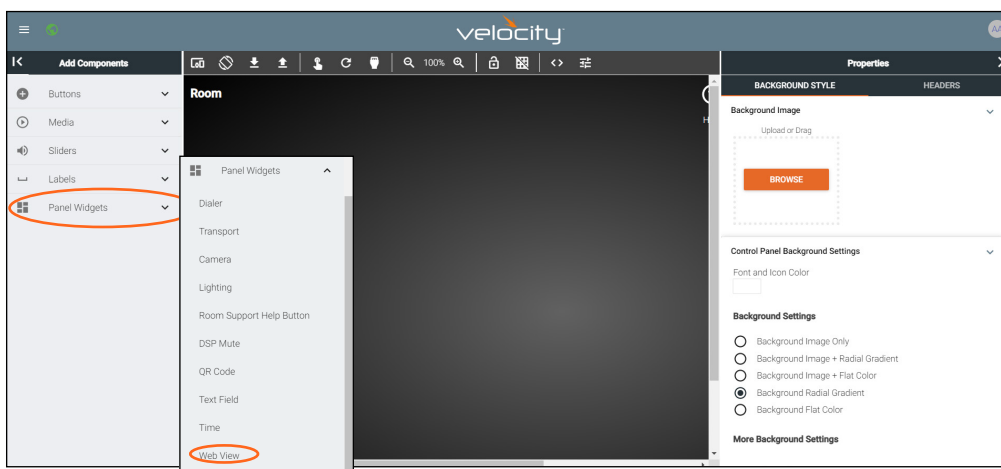 velocity
AA
Add Components
100%
Properties
Buttons
Media
Sliders
Labels
Panel Widgets
Room
H
Panel Widgets
Dialer
Transport
Camera
Lighting
Room Support Help Button
DSP Mute
QR Code
Text Field
Time
Web View
BACKGROUND STYLE
HEADERS
Background Image
Upload or Drag
BROWSE
Control Panel Background Settings
Font and Icon Color
Background Settings
Background Image Only
Background Image + Radial Gradient
Background Image + Flat Color
Background Radial Gradient
Background Flat Color
More Background Settings